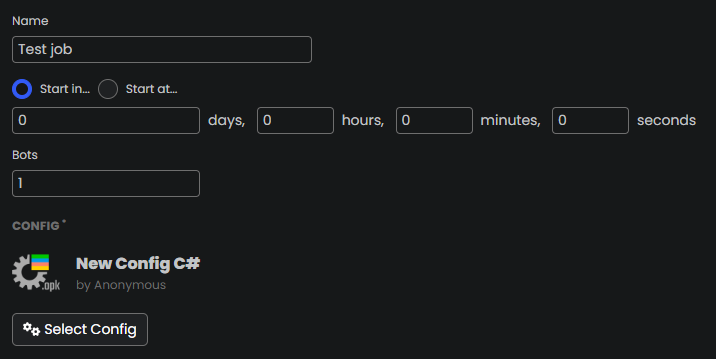 Name
Test job
Start in... Start at...
0 days, 0 hours, 0 minutes, 0 seconds
Bots
1
CONFIG *
New Config C#
.opk
by Anonymous
Select Config